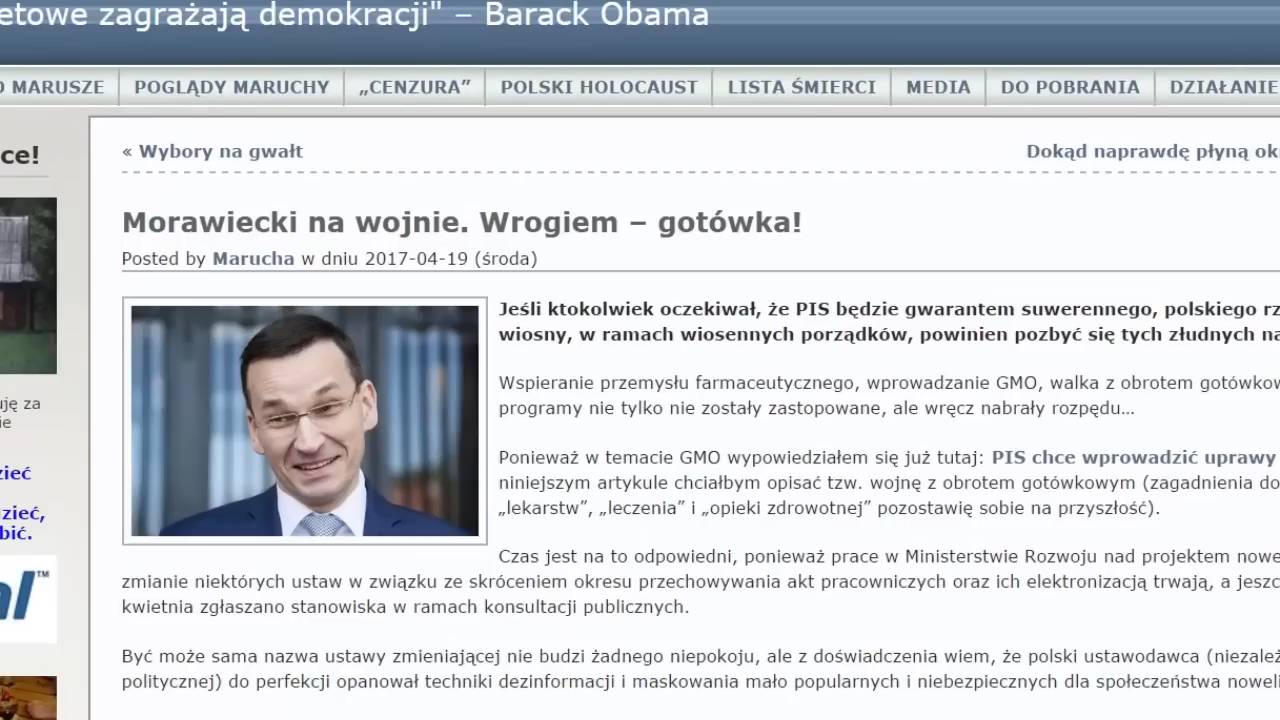 etowe zagrażają demokracji" – Barack Obama
O MARUSZE POGLĄDY MARUCHY „CENZURA” POLSKI HOLOCAUST LISTA ŚMIERCI MEDIA DO POBRANIA DZIAŁANIE
ce!
« Wybory na gwałt
Dokąd naprawdę płyną okr
Morawiecki na wojnie. Wrogiem – gotówka!
Posted by Marucha w dniu 2017-04-19 (środa)
Jeśli ktokolwiek oczekiwał, że PIS będzie gwarantem suwerennego, polskiego rz
wiosny, w ramach wiosennych porządków, powinien pozbyć się tych złudnych na
Wspieranie przemysłu farmaceutycznego, wprowadzanie GMO, walka z obrotem gotówkow
programy nie tylko nie zostały zastopowane, ale wręcz nabrały rozpędu…
Ponieważ w temacie GMO wypowiedziałem się już tutaj: PIS chce wprowadzić uprawy
niniejszym artykule chciałbym opisać tzw. wojnę z obrotem gotówkowym (zagadnienia do
„lekarstw”, „leczenia” i „opieki zdrowotnej” pozostawię sobie na przyszłość).
Czas jest na to odpowiedni, ponieważ prace w Ministerstwie Rozwoju nad projektem nowe
zmianie niektórych ustaw w związku ze skróceniem okresu przechowywania akt pracowniczych oraz ich elektronizacją trwają, a jeszc
kwietnia zgłaszano stanowiska w ramach konsultacji publicznych.
Być może sama nazwa ustawy zmieniającej nie budzi żadnego niepokoju, ale z doświadczenia wiem, że polski ustawodawca (niezależ
politycznej) do perfekcji opanował techniki dezinformacji i maskowania mało popularnych i niebezpiecznych dla społeczeństwa noweli
uję za
ie
zieć
zieć,
bić.
al™